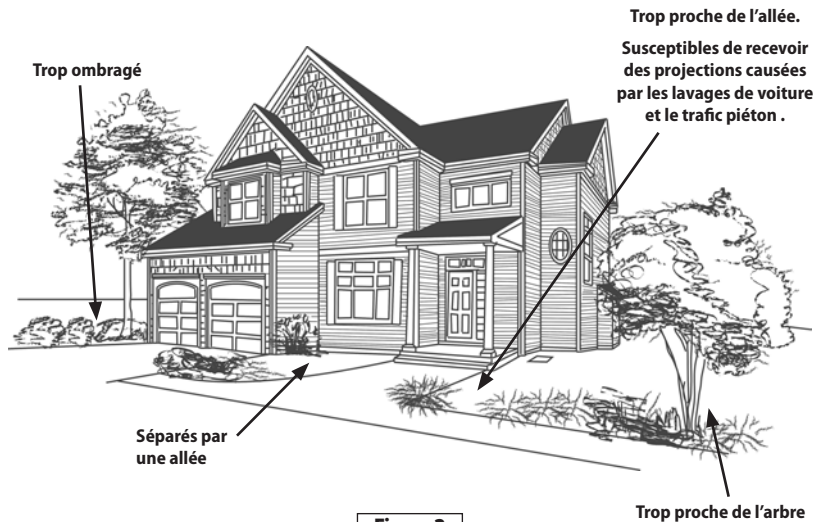 Trop proche de l'allée.
Susceptibles de recevoir
des projections causées
par les lavages de voiture
et le trafic piéton .
Trop ombragé
Séparés par
une allée
Trop proche de l'arbre